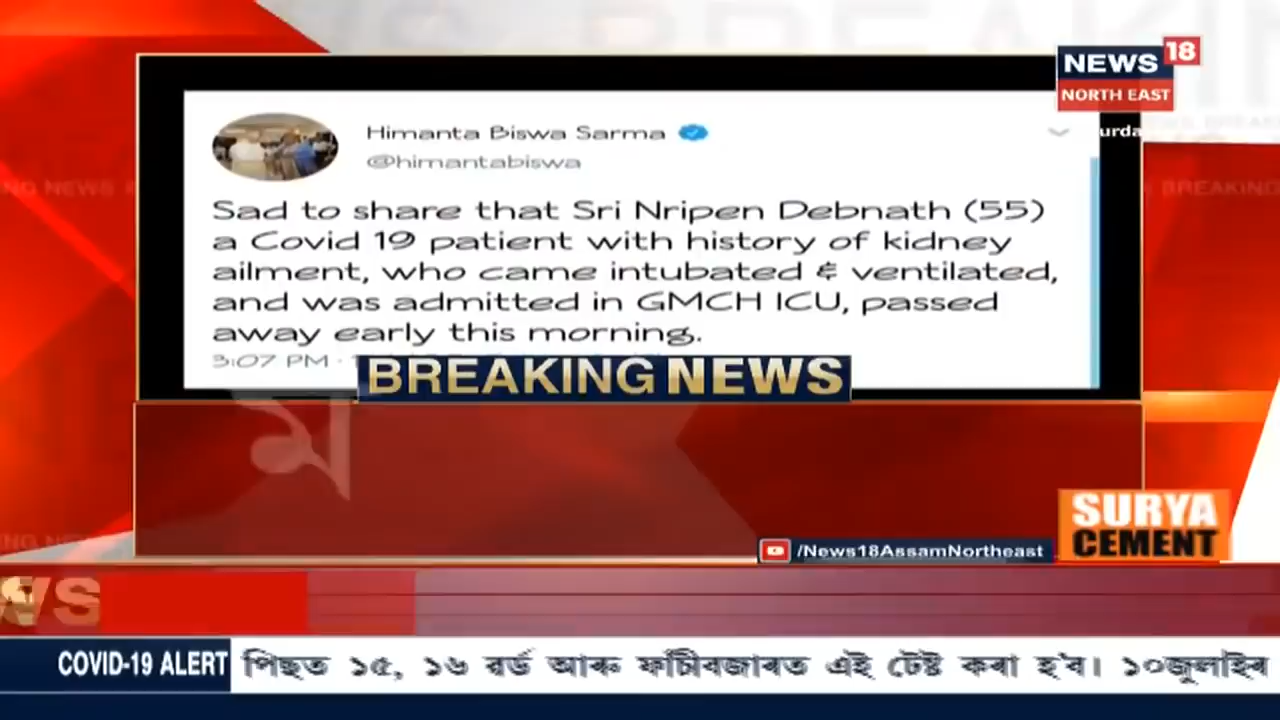 NEWS 18
NORTH EAST
Himanta Biswa Sarma
@himantabiswa
Sad to share that Sri Nripen Debnath (55)
a Covid 19 patient with history of kidney
ailment, who came intubated & ventilated,
and was admitted in GMCH ICU, passed
away early this morning.
3:07 PM ·
BREAKING NEWS
SURYA
CEMENT
/News18AssamNortheast
COVID-19 ALERT পিছত ১৫, ১৬ ৱৰ্ড আৰু ফাঁচীবজাৰত এই টেষ্ট কৰা হ'ব। ১০জুলাইৰ